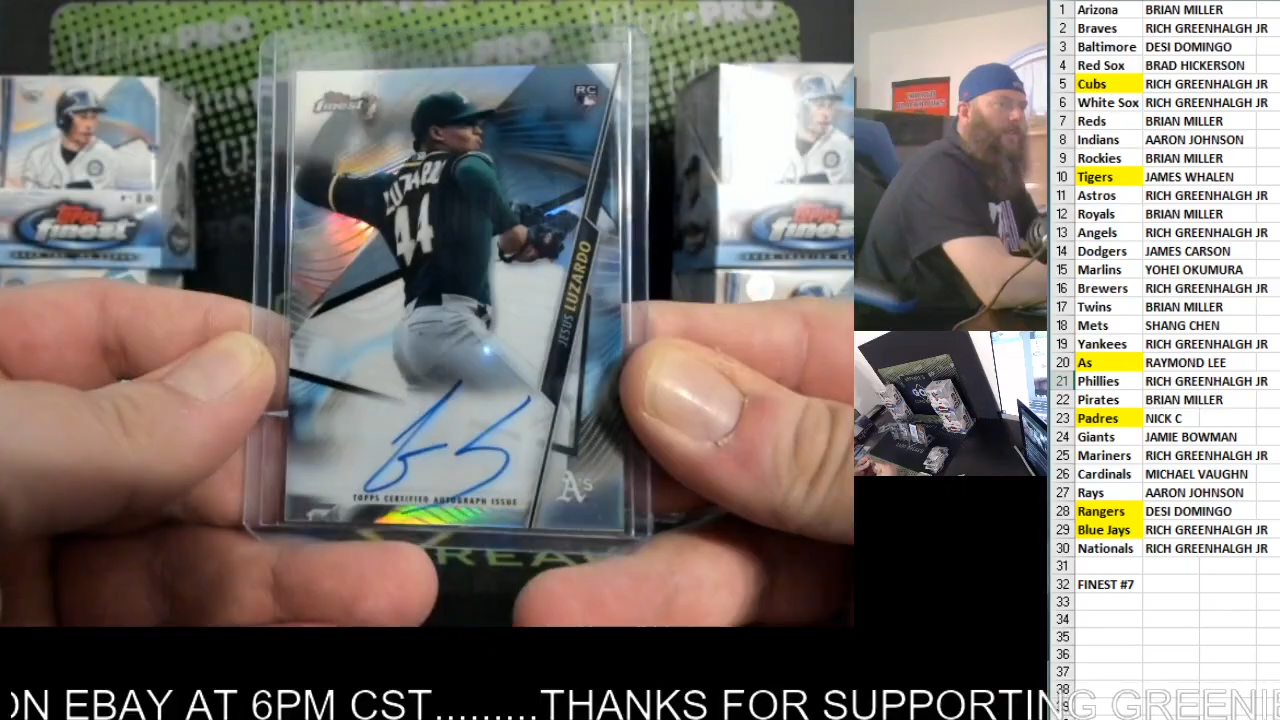 Ultra·PRO
finest
RC
LUZARDO
44
JESUS LUZARDO
TOPPS CERTIFIED AUTOGRAPH ISSUE
A's
Topps
finest
Topps
finest
BREAK
1 Arizona BRIAN MILLER
2 Braves RICH GREENHALGH JR
3 Baltimore DESI DOMINGO
4 Red Sox BRAD HICKERSON
5 Cubs RICH GREENHALGH JR
6 White Sox RICH GREENHALGH JR
7 Reds BRIAN MILLER
8 Indians AARON JOHNSON
9 Rockies BRIAN MILLER
10 Tigers JAMES WHALEN
11 Astros RICH GREENHALGH JR
12 Royals BRIAN MILLER
13 Angels RICH GREENHALGH JR
14 Dodgers JAMES CARSON
15 Marlins YOHEI OKUMURA
16 Brewers RICH GREENHALGH JR
17 Twins BRIAN MILLER
18 Mets SHANG CHEN
19 Yankees RICH GREENHALGH JR
20 As RAYMOND LEE
21 Phillies RICH GREENHALGH JR
22 Pirates BRIAN MILLER
23 Padres NICK C
24 Giants JAMIE BOWMAN
25 Mariners RICH GREENHALGH JR
26 Cardinals MICHAEL VAUGHN
27 Rays AARON JOHNSON
28 Rangers DESI DOMINGO
29 Blue Jays RICH GREENHALGH JR
30 Nationals RICH GREENHALGH JR
31
32 FINEST #7
33
34
35
36
37
38
39
ON EBAY AT 6PM CST.........THANKS FOR SUPPORTING GREENIE